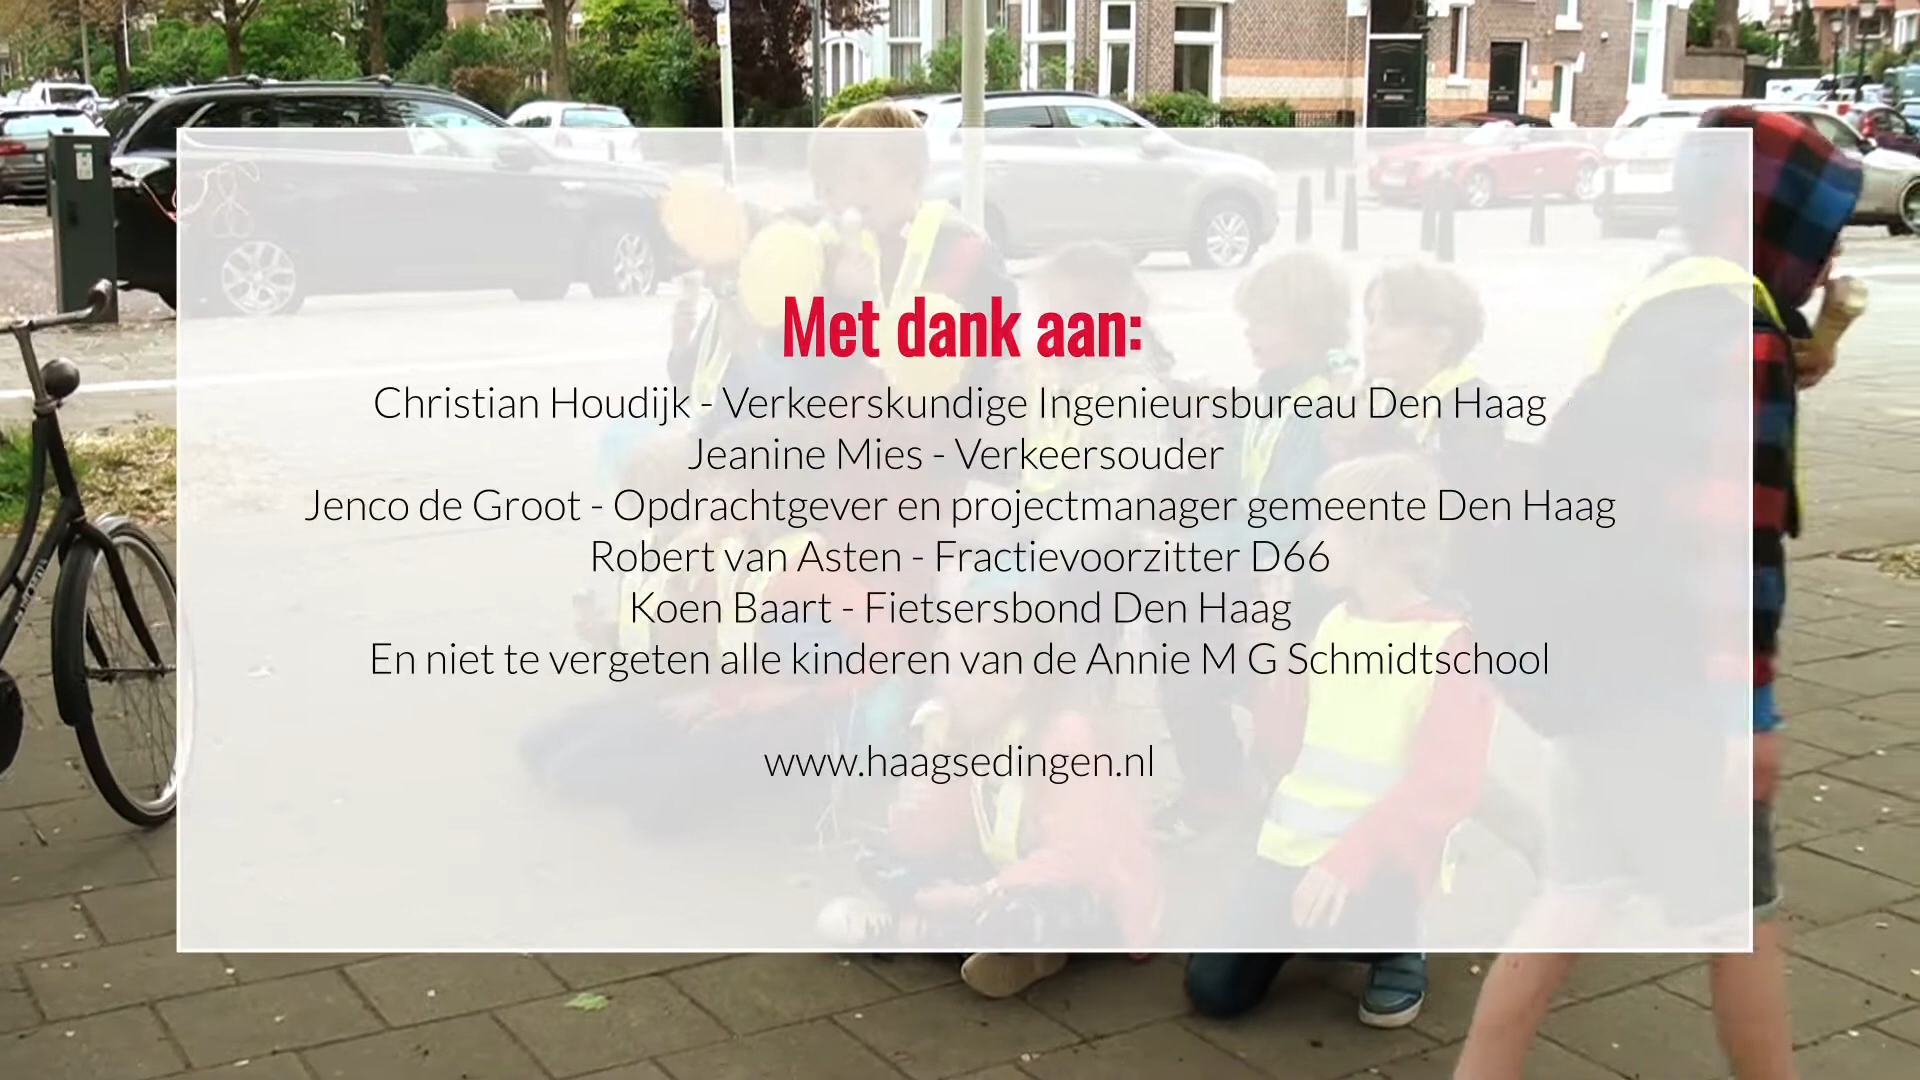 Met dank aan:
Christian Houdijk - Verkeerskundige Ingenieursbureau Den Haag
Jeanine Mies - Verkeersouder
Jenco de Groot - Opdrachtgever en projectmanager gemeente Den Haag
Robert van Asten - Fractievoorzitter D66
Koen Baart - Fietsersbond Den Haag
En niet te vergeten alle kinderen van de Annie M G Schmidtschool
www.haagsedingen.nl